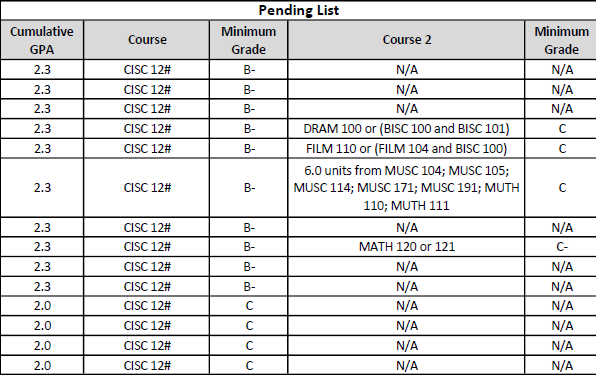 Pending List
Cumulative GPA Course Minimum Grade Course 2 Minimum Grade
2.3 CISC 12# B- N/A N/A
2.3 CISC 12# B- N/A N/A
2.3 CISC 12# B- N/A N/A
2.3 CISC 12# B- DRAM 100 or (BISC 100 and BISC 101) C
2.3 CISC 12# B- FILM 110 or (FILM 104 and BISC 100) C
2.3 CISC 12# B- 6.0 units from MUSC 104; MUSC 105; MUSC 114; MUSC 171; MUSC 191; MUTH 110; MUTH 111 C
2.3 CISC 12# B- N/A N/A
2.3 CISC 12# B- MATH 120 or 121 C-
2.3 CISC 12# B- N/A N/A
2.3 CISC 12# B- N/A N/A
2.0 CISC 12# C N/A N/A
2.0 CISC 12# C N/A N/A
2.0 CISC 12# C N/A N/A
2.0 CISC 12# C N/A N/A